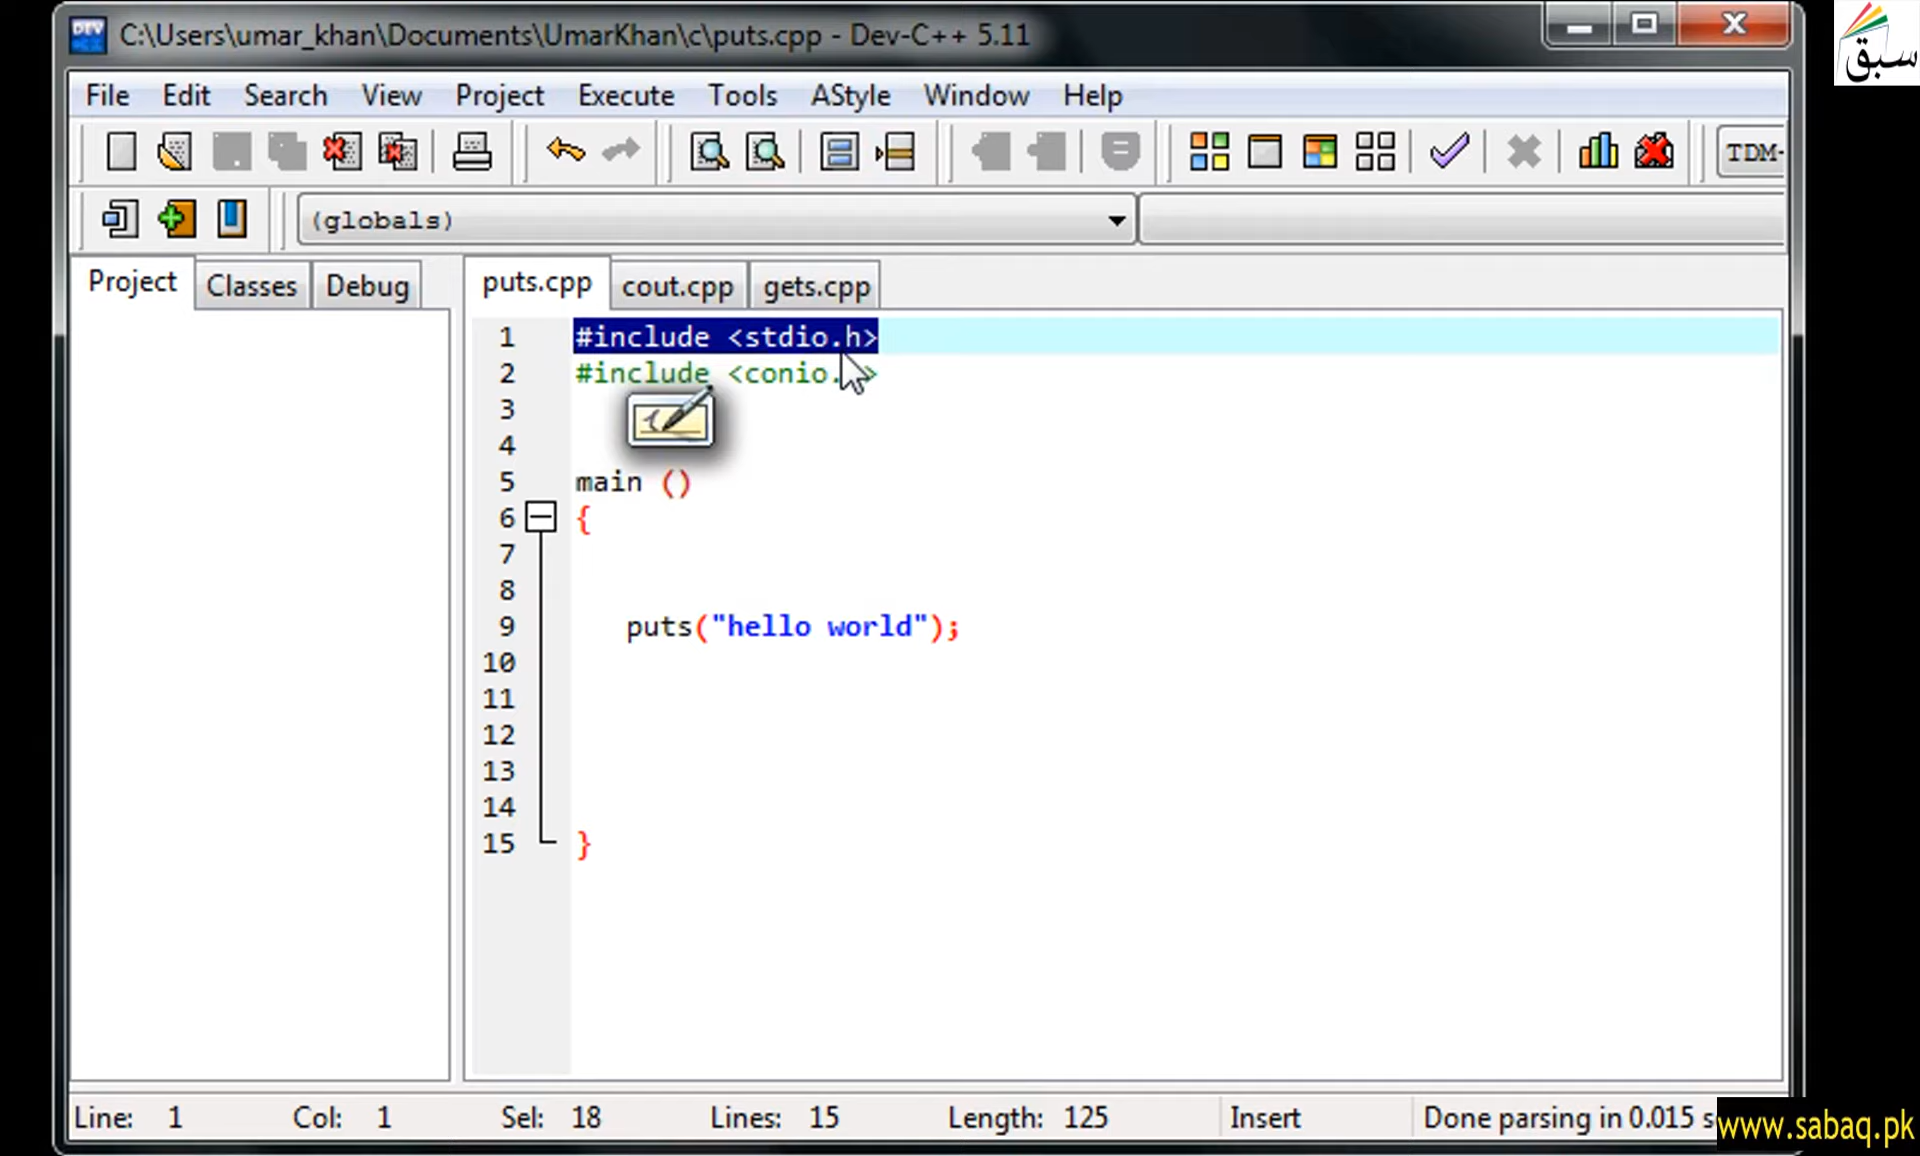 C:\Users\umar_khan\Documents\UmarKhan\c\puts.cpp - Dev-C++ 5.11
سبق
File Edit Search View Project Execute Tools AStyle Window Help
TDM-
(globals)
Project Classes Debug puts.cpp cout.cpp gets.cpp
1 #include <stdio.h>
2 #include <conio. >
3
4
5 main ()
6 {
7
8
9 puts("hello world");
10
11
12
13
14
15 }
Line: 1 Col: 1 Sel: 18 Lines: 15 Length: 125 Insert Done parsing in 0.015 s
www.sabaq.pk